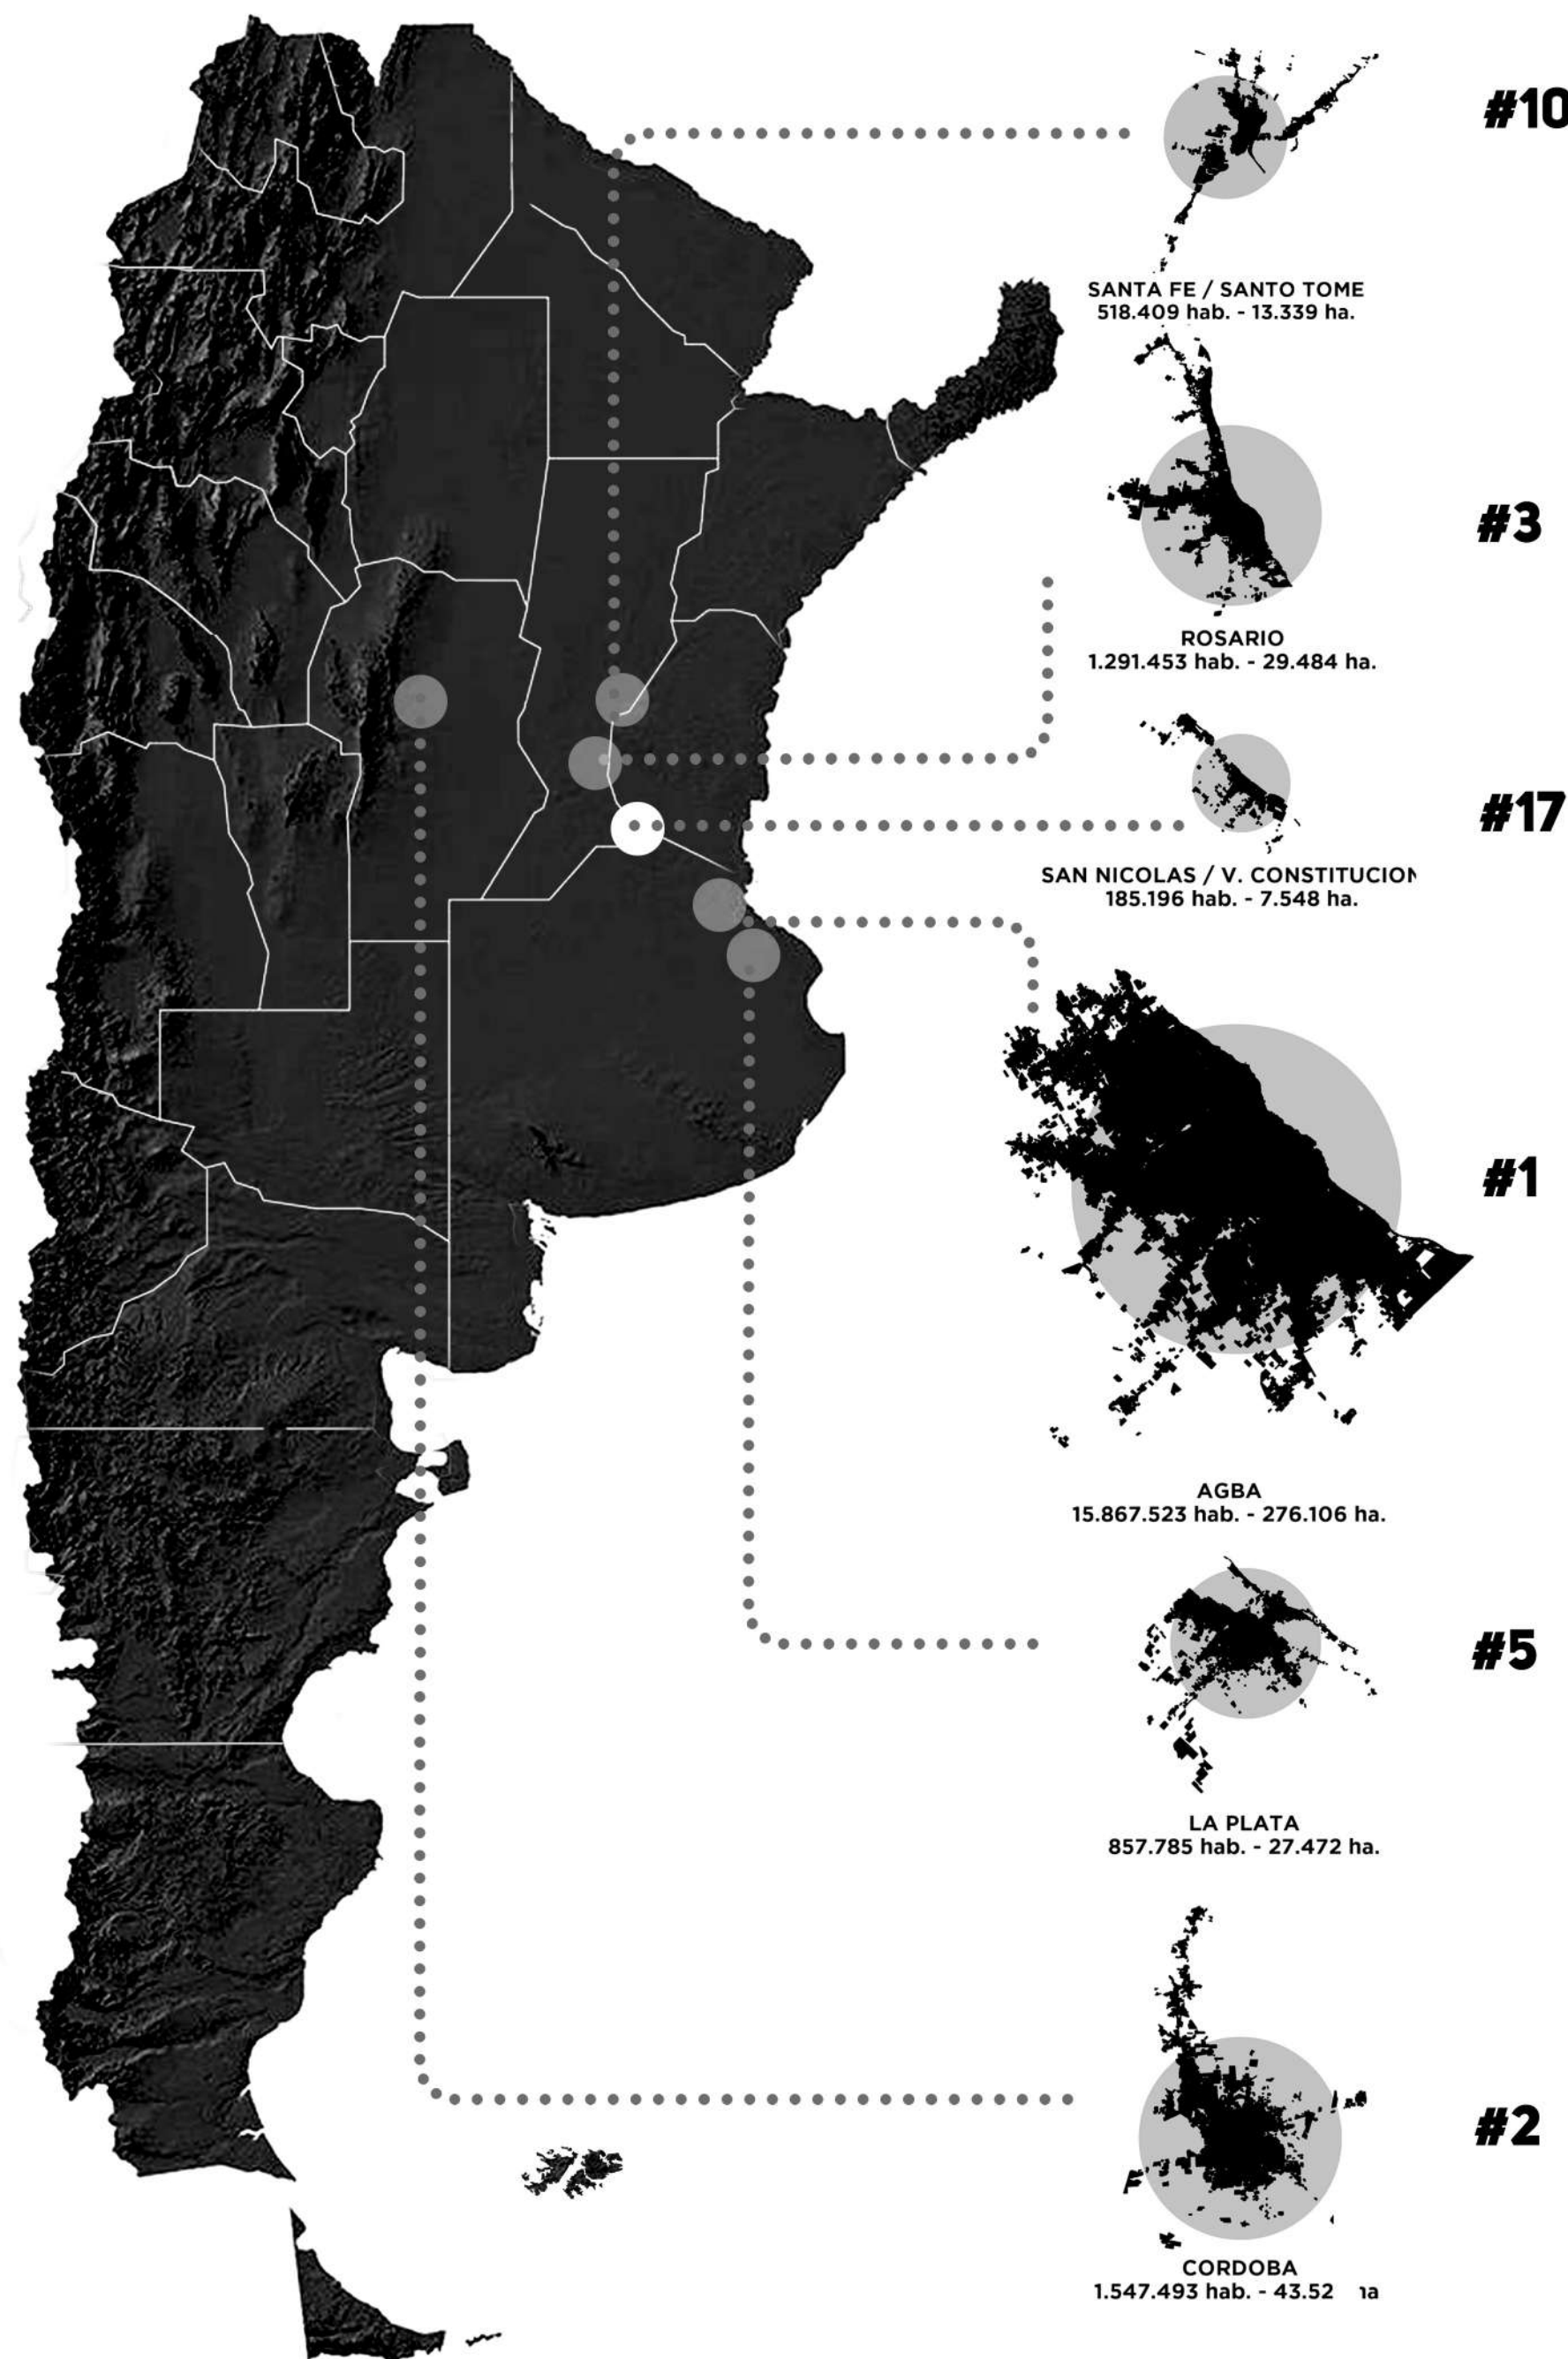 #10
SANTA FE / SANTO TOME
518.409 hab. - 13.339 ha.
#3
ROSARIO
1.291.453 hab. - 29.484 ha.
#17
SAN NICOLAS / V. CONSTITUCION
185.196 hab. - 7.548 ha.
#1
AGBA
15.867.523 hab. - 276.106 ha.
#5
LA PLATA
857.785 hab. - 27.472 ha.
#2
CORDOBA
1.547.493 hab. -